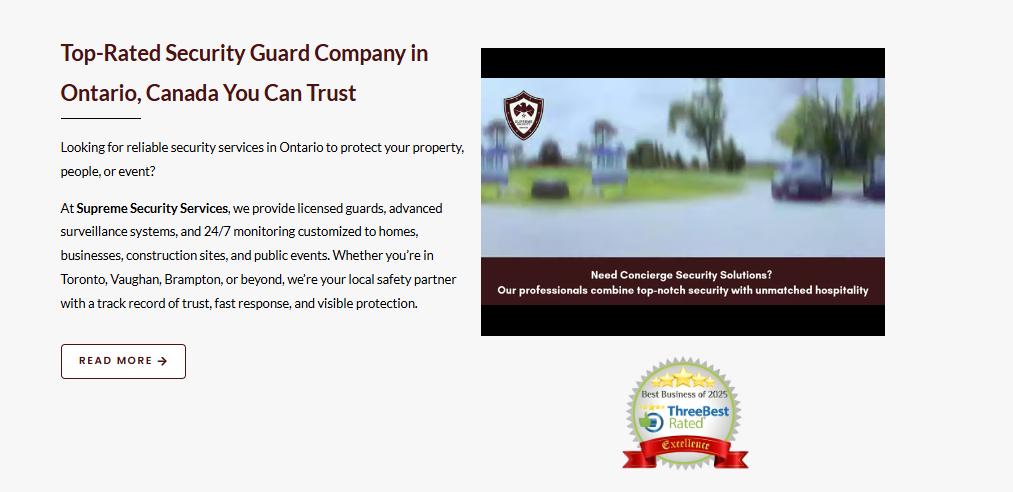 Top-Rated Security Guard Company in
Ontario, Canada You Can Trust
Looking for reliable security services in Ontario to protect your property,
people, or event?
At Supreme Security Services, we provide licensed guards, advanced
surveillance systems, and 24/7 monitoring customized to homes,
businesses, construction sites, and public events. Whether you're in
Toronto, Vaughan, Brampton, or beyond, we're your local safety partner
with a track record of trust, fast response, and visible protection.
READ MORE →
SUPREME
Need Concierge Security Solutions?
Our professionals combine top-notch security with unmatched hospitality
Best Business of 2025
ThreeBest
Rated
Excellence